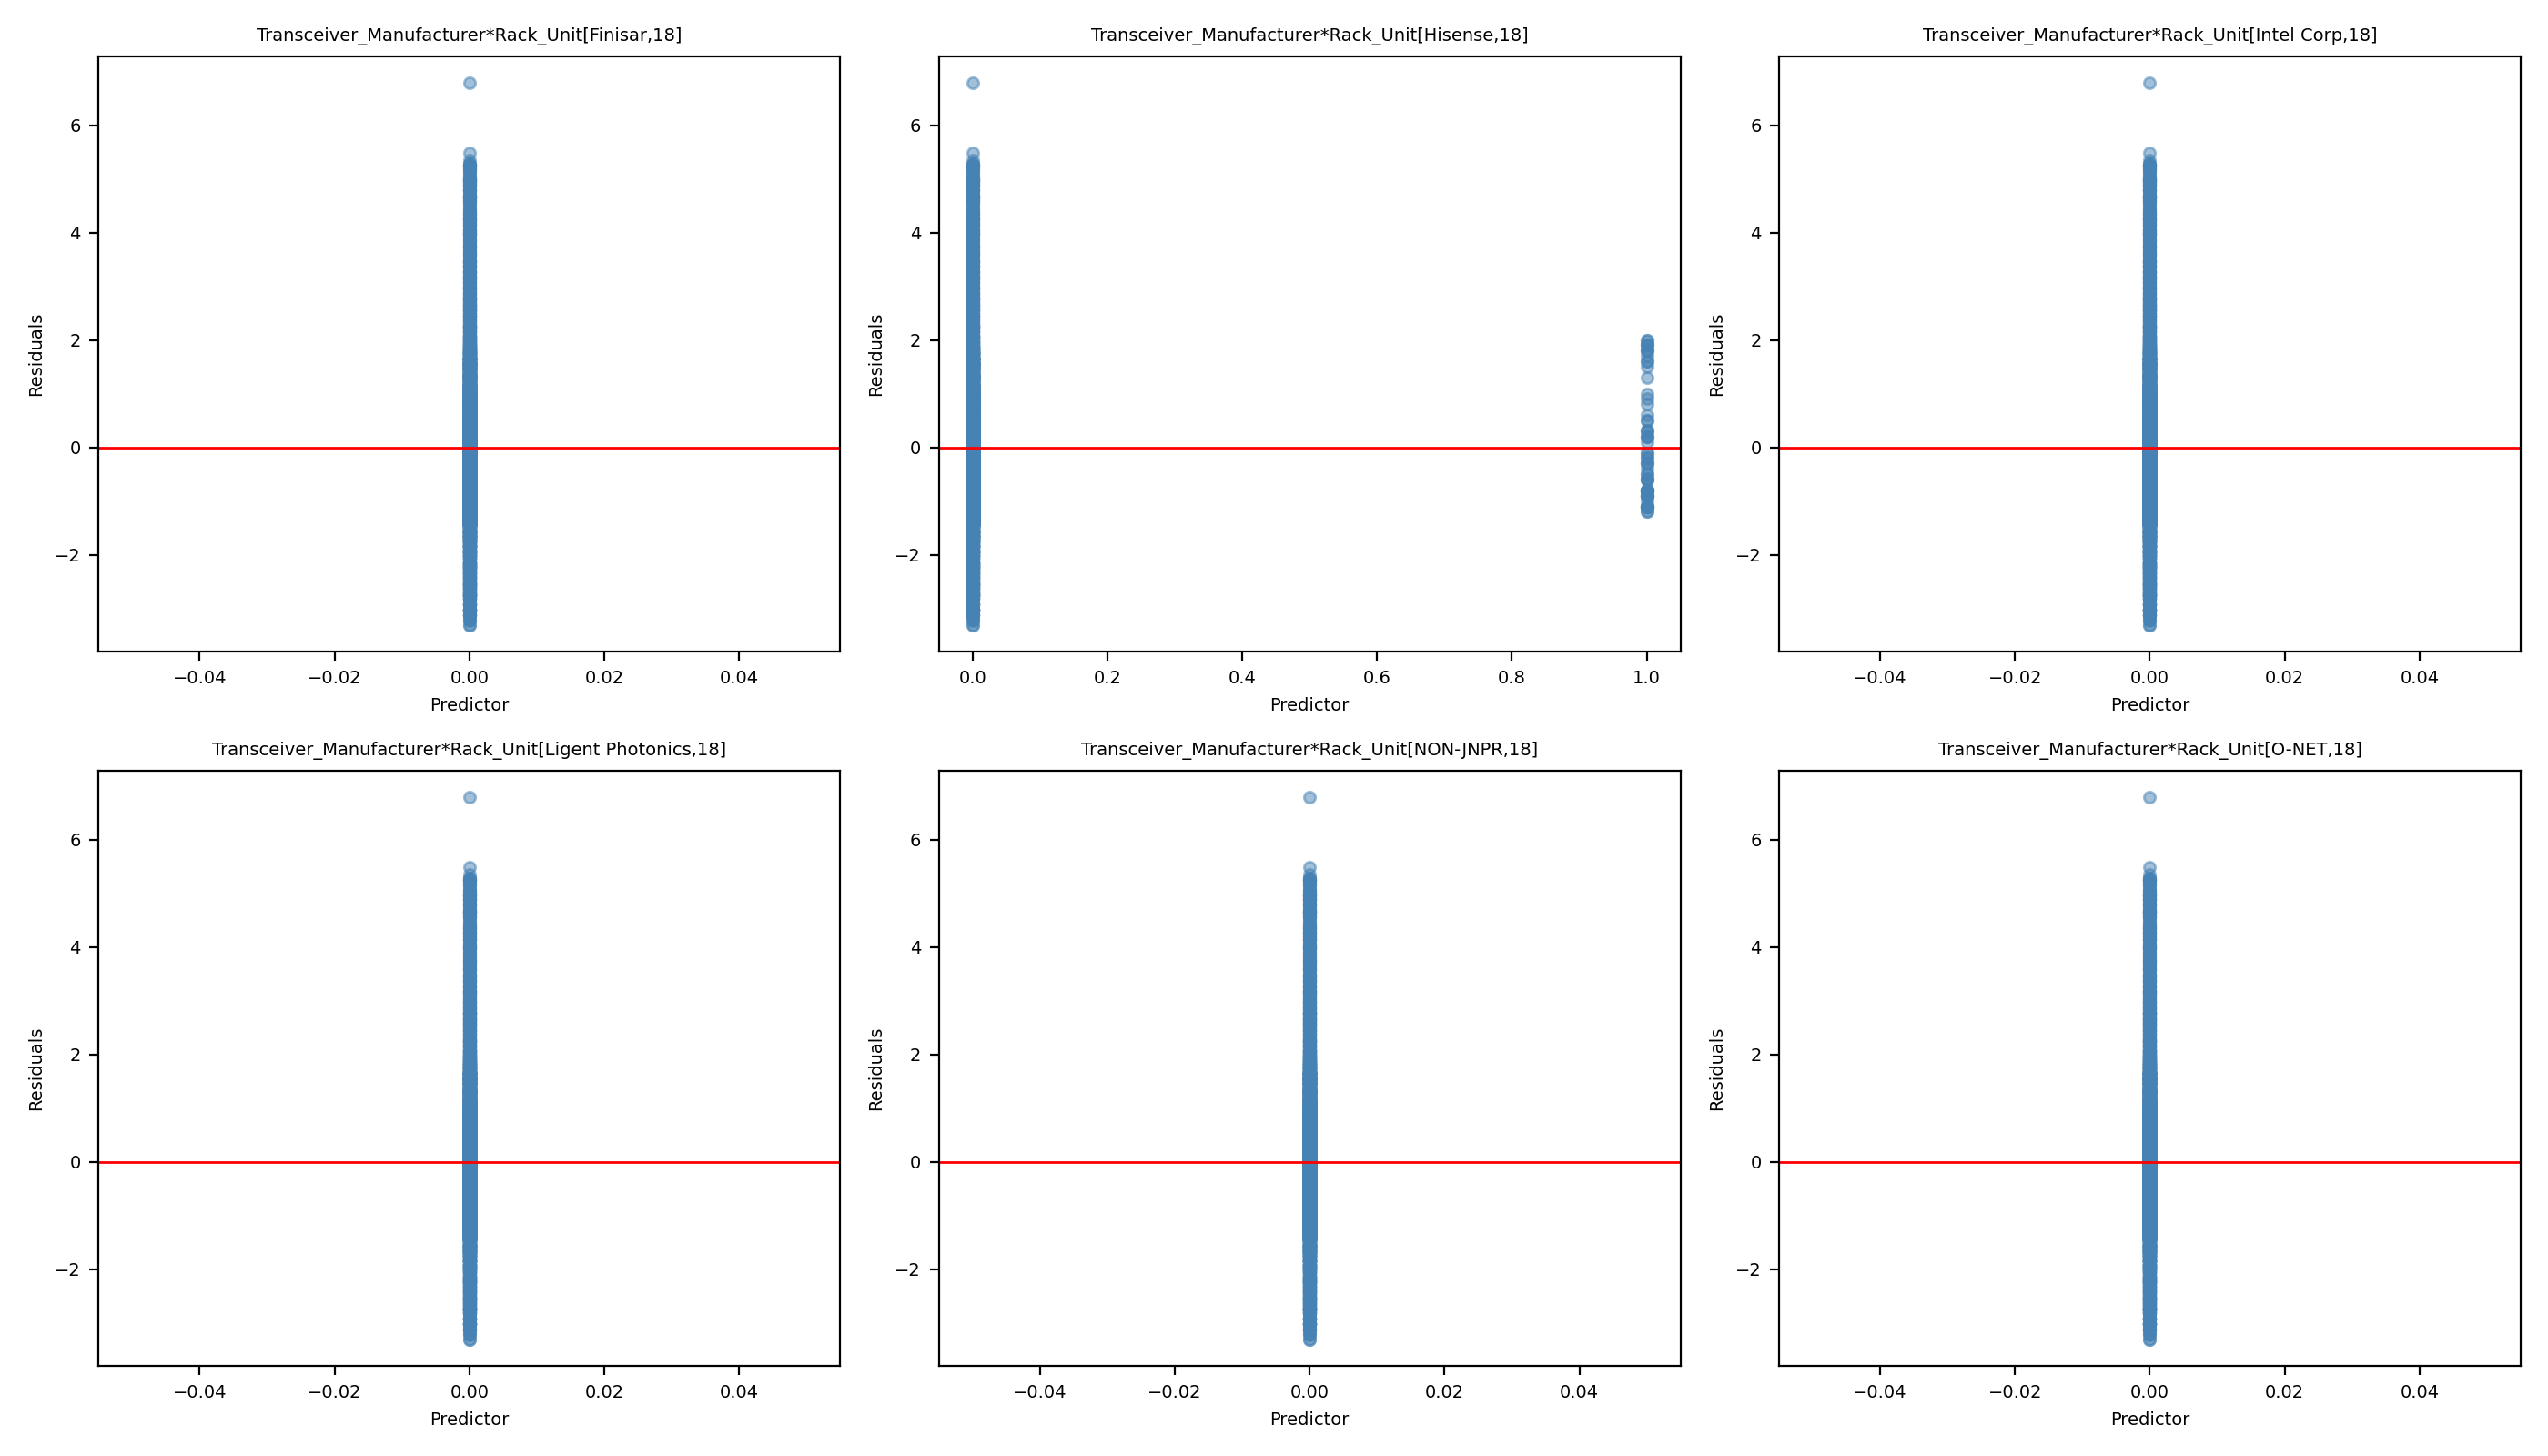 Transceiver_Manufacturer*Rack_Unit[Finisar,18]
Residuals
6
4
2
0
−2
−0.04 −0.02 0.00 0.02 0.04
Predictor
Transceiver_Manufacturer*Rack_Unit[Hisense,18]
Residuals
6
4
2
0
−2
0.0 0.2 0.4 0.6 0.8 1.0
Predictor
Transceiver_Manufacturer*Rack_Unit[Intel Corp,18]
Residuals
6
4
2
0
−2
−0.04 −0.02 0.00 0.02 0.04
Predictor
Transceiver_Manufacturer*Rack_Unit[Ligent Photonics,18]
Residuals
6
4
2
0
−2
−0.04 −0.02 0.00 0.02 0.04
Predictor
Transceiver_Manufacturer*Rack_Unit[NON-JNPR,18]
Residuals
6
4
2
0
−2
−0.04 −0.02 0.00 0.02 0.04
Predictor
Transceiver_Manufacturer*Rack_Unit[O-NET,18]
Residuals
6
4
2
0
−2
−0.04 −0.02 0.00 0.02 0.04
Predictor